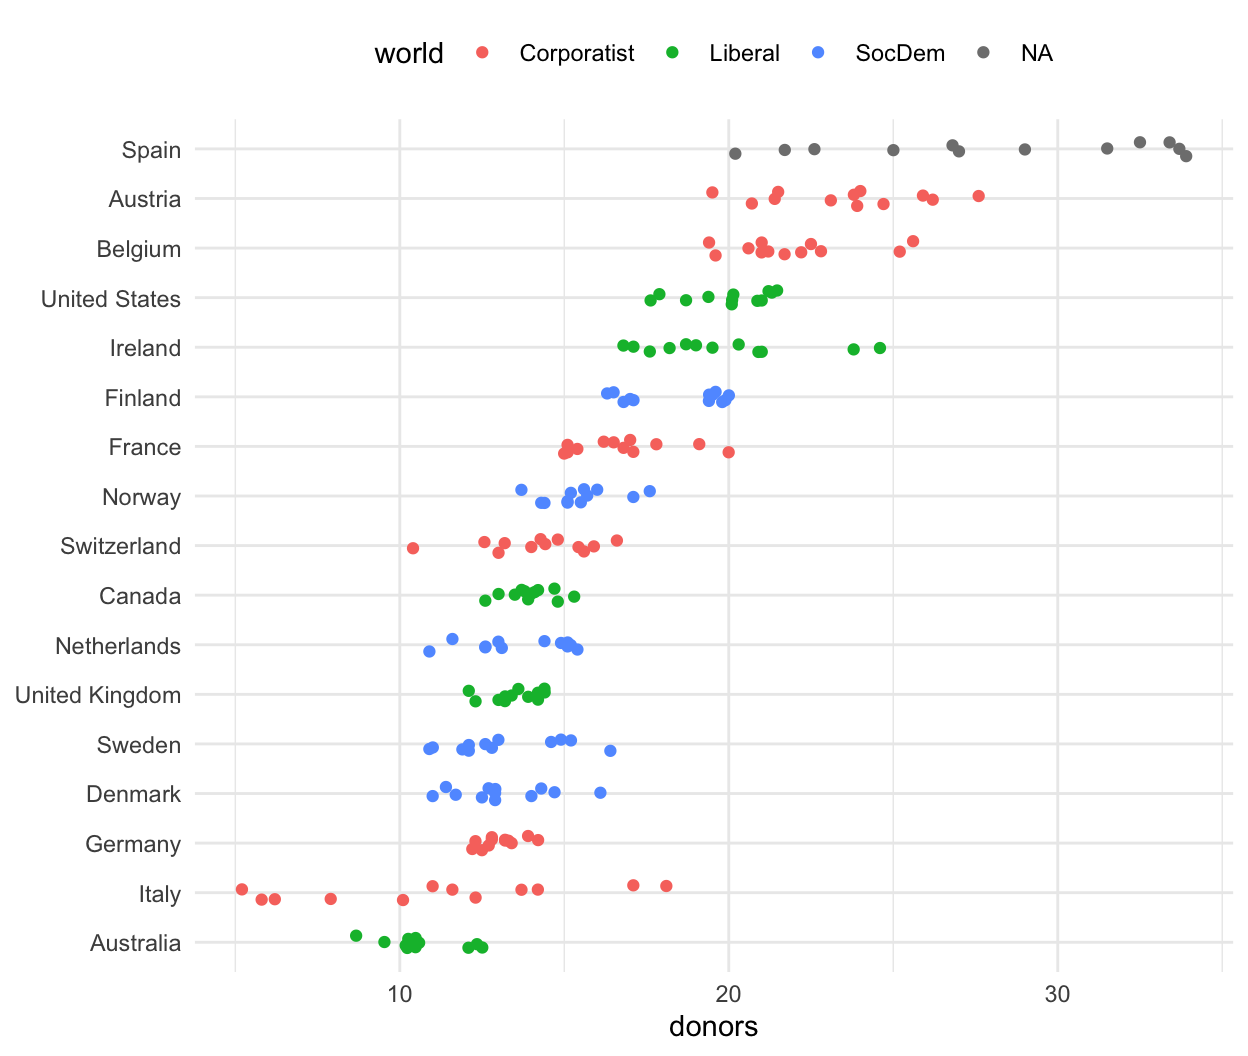 world Corporatist Liberal SocDem NA
Spain
Austria
Belgium
United States
Ireland
Finland
France
Norway
Switzerland
Canada
Netherlands
United Kingdom
Sweden
Denmark
Germany
Italy
Australia
10 20 30
donors